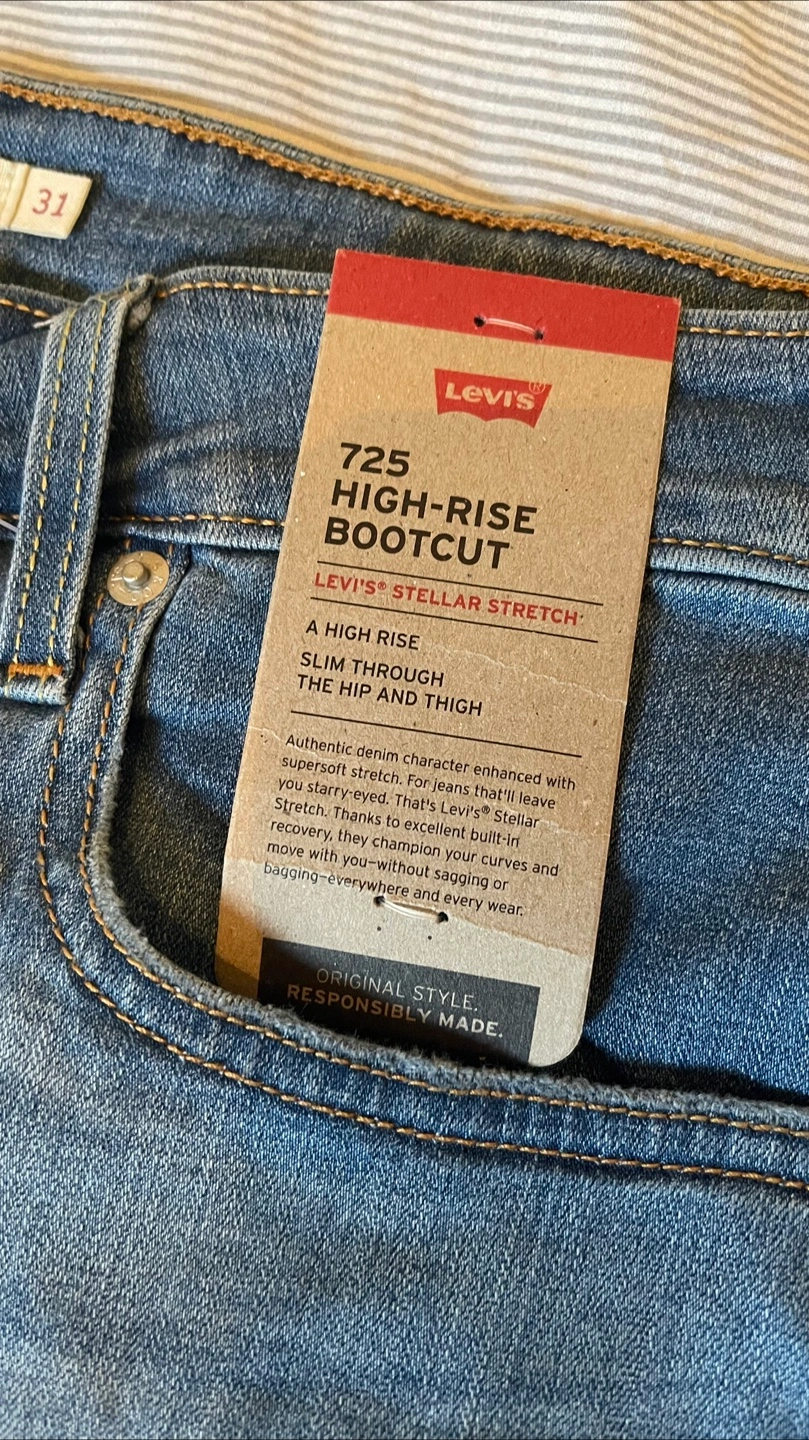 31
LEVI'S®
725
HIGH-RISE
BOOTCUT
LEVI'S® STELLAR STRETCH™
A HIGH RISE
SLIM THROUGH
THE HIP AND THIGH
Authentic denim character enhanced with
supersoft stretch. For jeans that'll leave
you starry-eyed. That's Levi's® Stellar
Stretch. Thanks to excellent built-in
recovery, they champion your curves and
move with you—without sagging or
bagging—everywhere and every wear.
ORIGINAL STYLE.
RESPONSIBLY MADE.